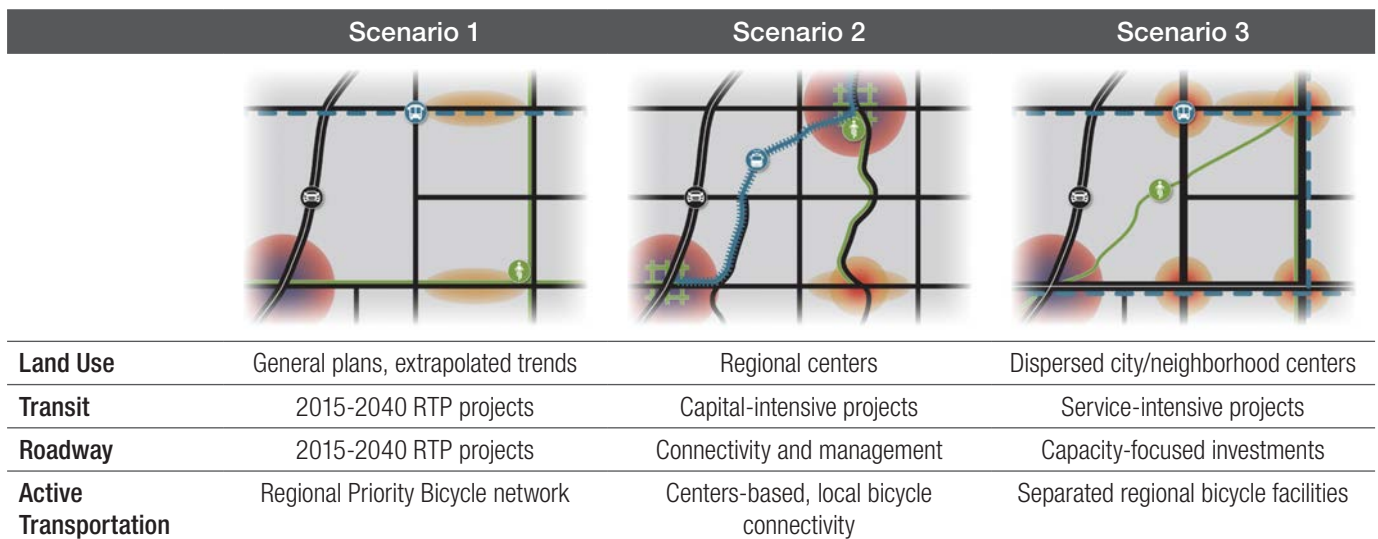 Scenario 1 Scenario 2 Scenario 3
Land Use General plans, extrapolated trends Regional centers Dispersed city/neighborhood centers
Transit 2015-2040 RTP projects Capital-intensive projects Service-intensive projects
Roadway 2015-2040 RTP projects Connectivity and management Capacity-focused investments
Active Regional Priority Bicycle network Centers-based, local bicycle Separated regional bicycle facilities
Transportation connectivity